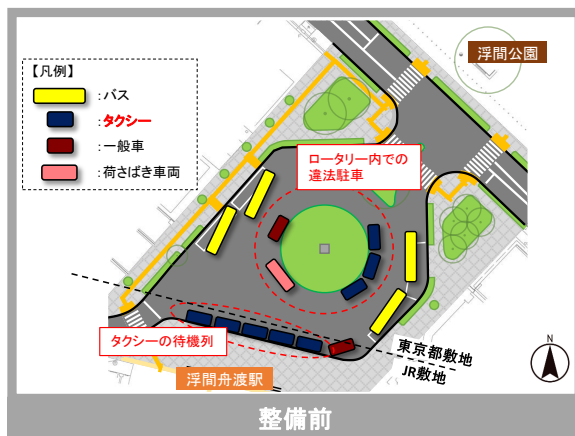 浮間公園
【凡例】
:バス
:タクシー
:一般車
:荷さばき車両
ロータリー内での
違法駐車
タクシーの待機列
東京都敷地
JR敷地
浮間舟渡駅
N
整備前